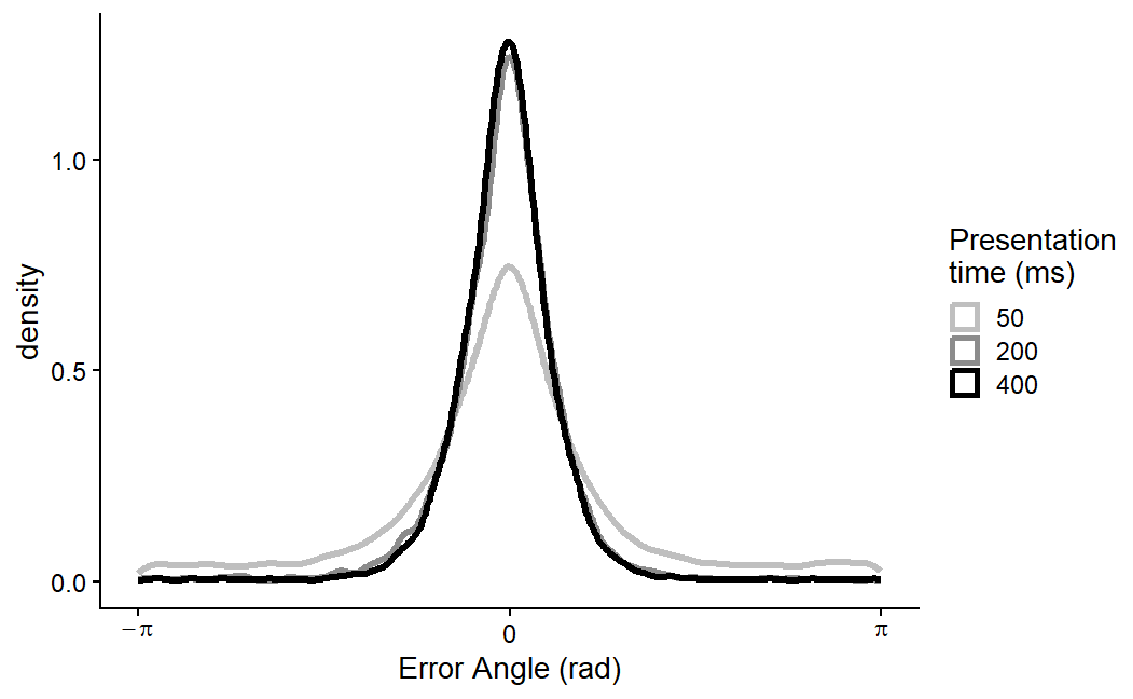 density
1.0
0.5
0.0
−π
0
π
Error Angle (rad)
Presentation
time (ms)
50
200
400